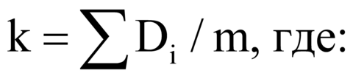 k = ∑ Dᵢ / m, где: